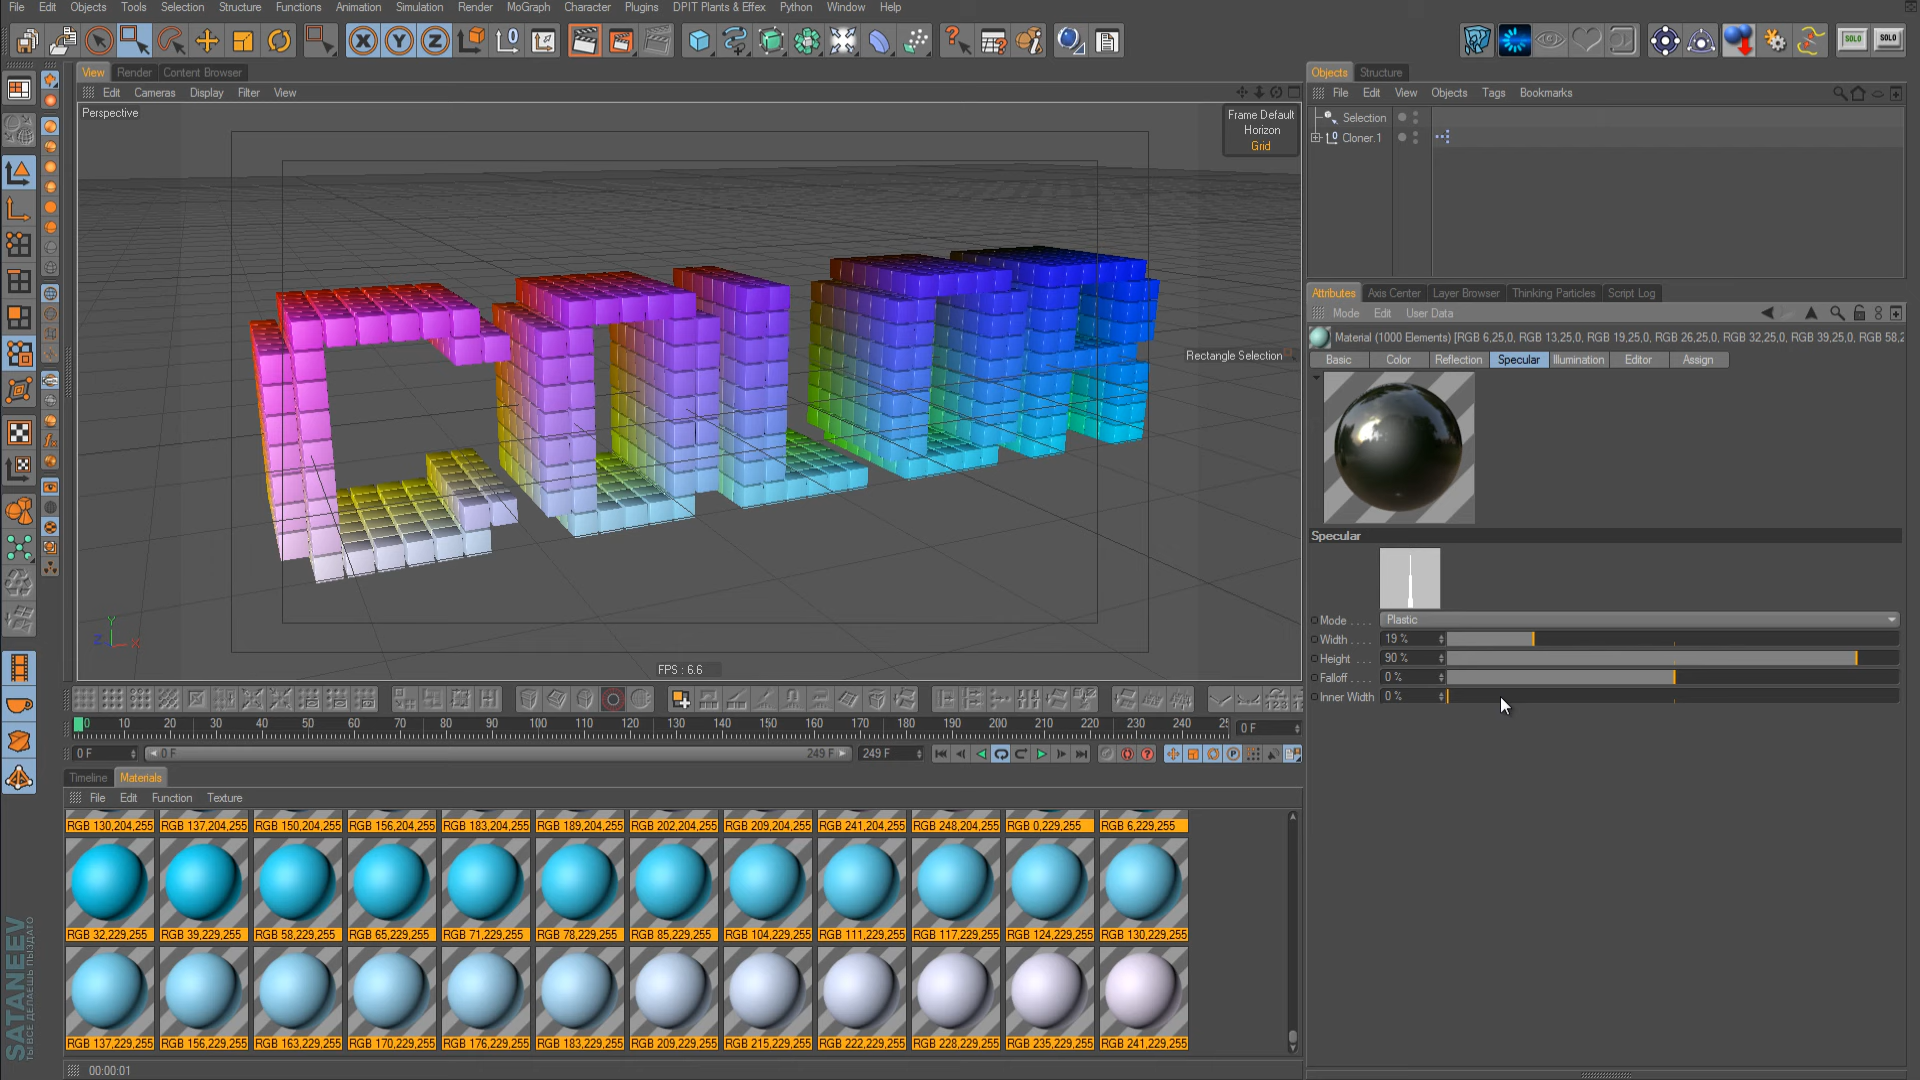 File Edit Objects Tools Selection Structure Functions Animation Simulation Render MoGraph Character Plugins DPIT Plants & Effex Python Window Help
X Y Z
SOLO SOLO
View Render Content Browser
Edit Cameras Display Filter View
Perspective
Frame Default
Horizon
Grid
Rectangle Selection
FPS : 6.6
Objects Structure
File Edit View Objects Tags Bookmarks
Selection
Cloner.1
Attributes Axis Center Layer Browser Thinking Particles Script Log
Mode Edit User Data
Material (1000 Elements) [RGB 6,25,0, RGB 13,25,0, RGB 19,25,0, RGB 26,25,0, RGB 32,25,0, RGB 39,25,0, RGB 58,2
Basic Color Reflection Specular Illumination Editor Assign
Specular
Mode . . . . Plastic
Width . . . . 19 %
Height . . . 90 %
Falloff . . . . 0 %
Inner Width 0 %
0 10 20 30 40 50 60 70 80 90 100 110 120 130 140 150 160 170 180 190 200 210 220 230 240 25 0 F
0 F 0 F 249 F 249 F
Timeline Materials
File Edit Function Texture
RGB 130,204,255 RGB 137,204,255 RGB 150,204,255 RGB 156,204,255 RGB 183,204,255 RGB 189,204,255 RGB 202,204,255 RGB 209,204,255 RGB 241,204,255 RGB 248,204,255 RGB 0,229,255 RGB 6,229,255
RGB 32,229,255 RGB 39,229,255 RGB 58,229,255 RGB 65,229,255 RGB 71,229,255 RGB 78,229,255 RGB 85,229,255 RGB 104,229,255 RGB 111,229,255 RGB 117,229,255 RGB 124,229,255 RGB 130,229,255
RGB 137,229,255 RGB 156,229,255 RGB 163,229,255 RGB 170,229,255 RGB 176,229,255 RGB 183,229,255 RGB 209,229,255 RGB 215,229,255 RGB 222,229,255 RGB 228,229,255 RGB 235,229,255 RGB 241,229,255
00:00:01
SATANEEV
ТЫ ВСЕ ДЕЛАЕШЬ ПЫЗДАТО